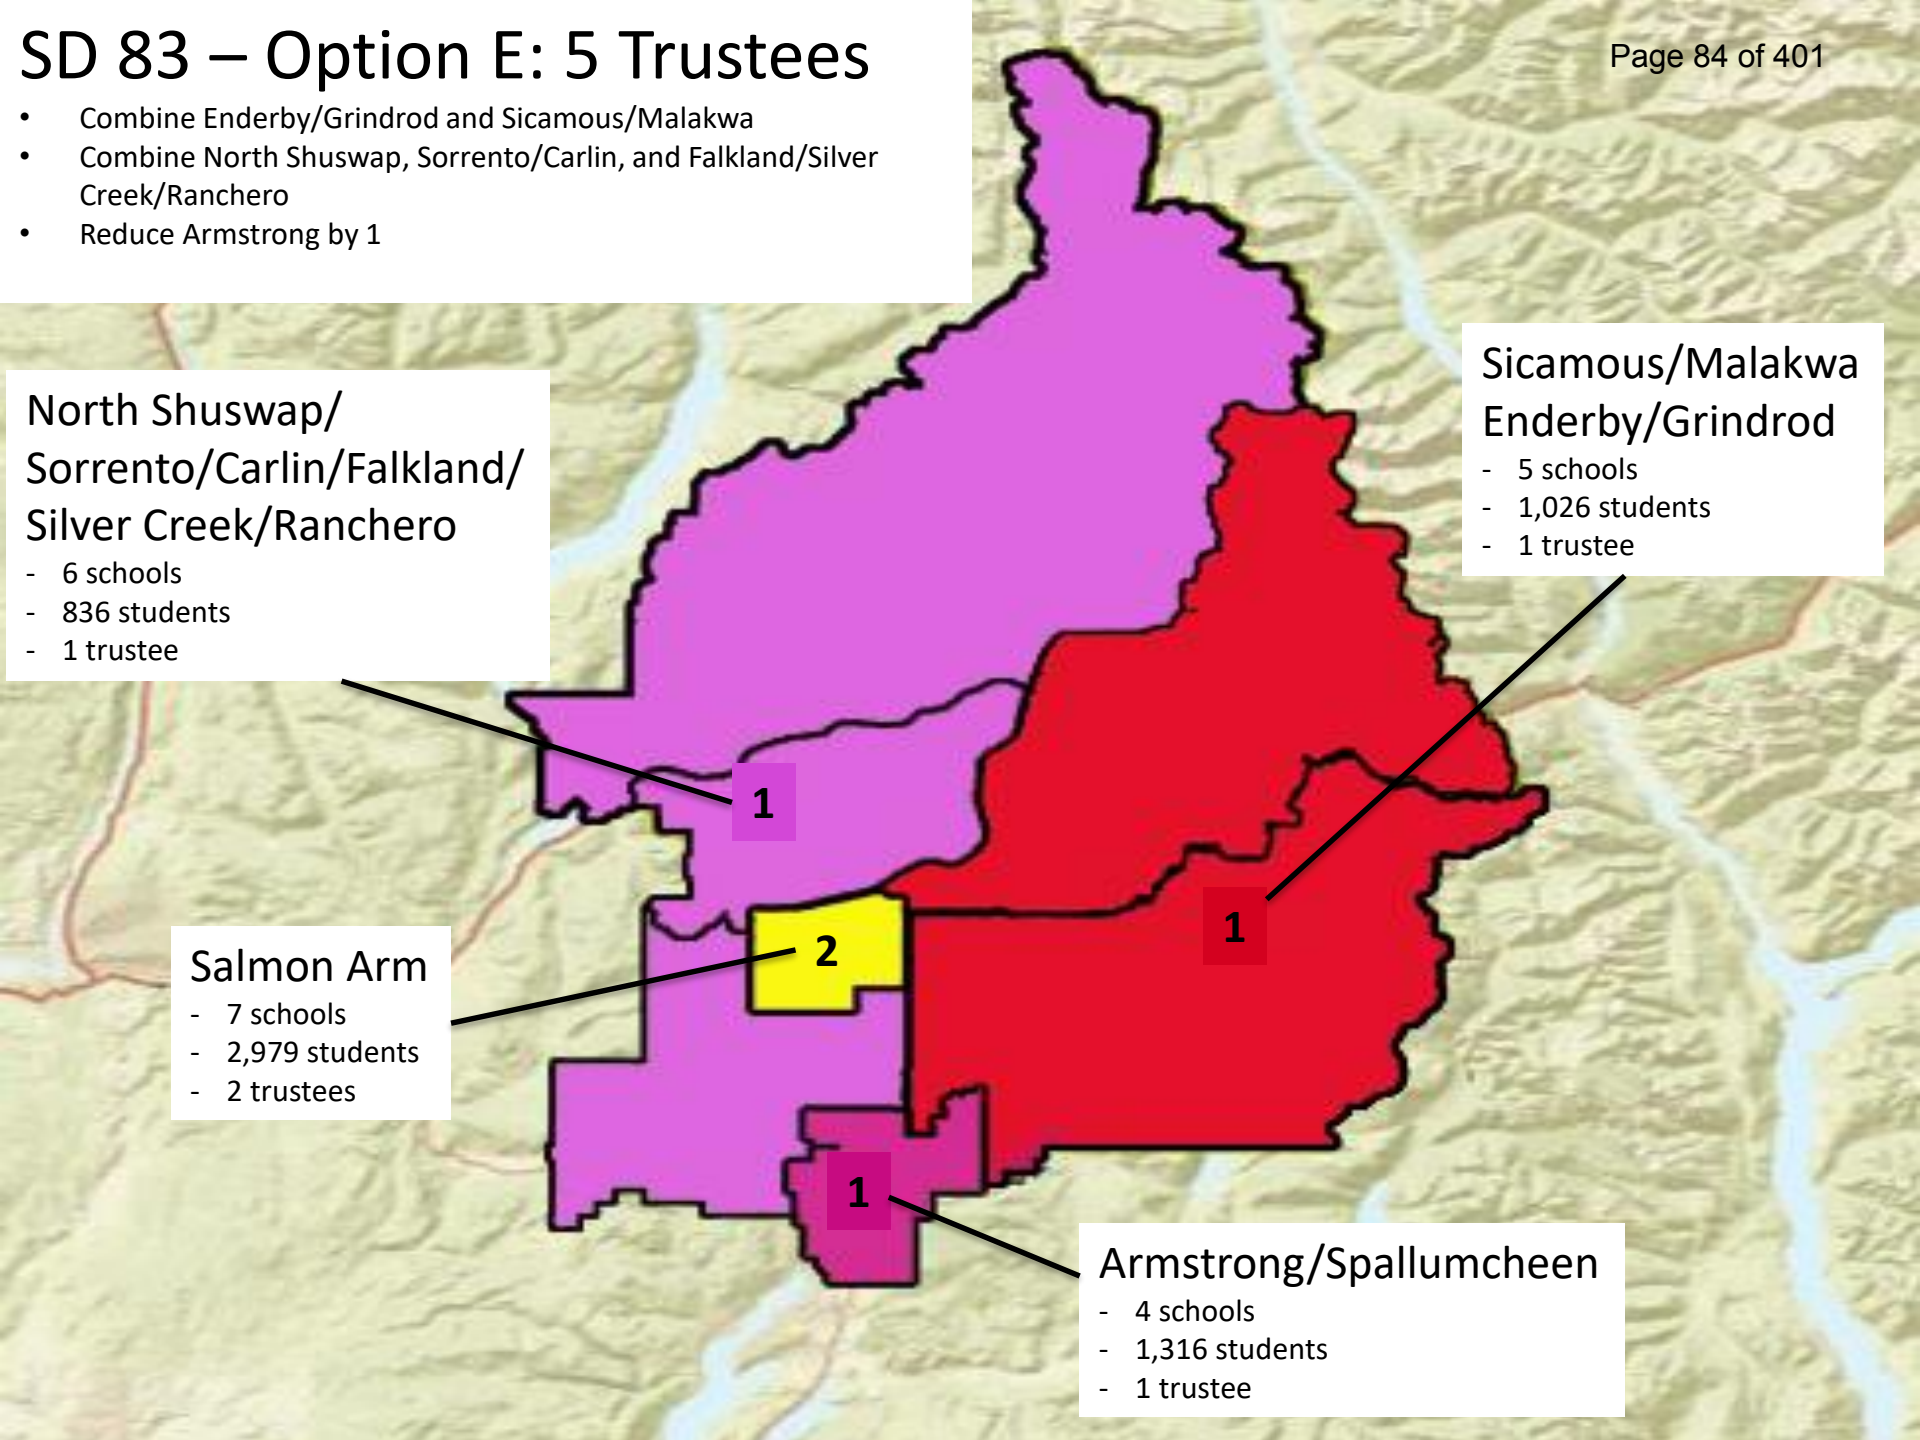 SD 83 – Option E: 5 Trustees
• Combine Enderby/Grindrod and Sicamous/Malakwa
• Combine North Shuswap, Sorrento/Carlin, and Falkland/Silver
Creek/Ranchero
• Reduce Armstrong by 1
Page 84 of 401
North Shuswap/
Sorrento/Carlin/Falkland/
Silver Creek/Ranchero
- 6 schools
- 836 students
- 1 trustee
Sicamous/Malakwa
Enderby/Grindrod
- 5 schools
- 1,026 students
- 1 trustee
1
1
2
Salmon Arm
- 7 schools
- 2,979 students
- 2 trustees
1
Armstrong/Spallumcheen
- 4 schools
- 1,316 students
- 1 trustee